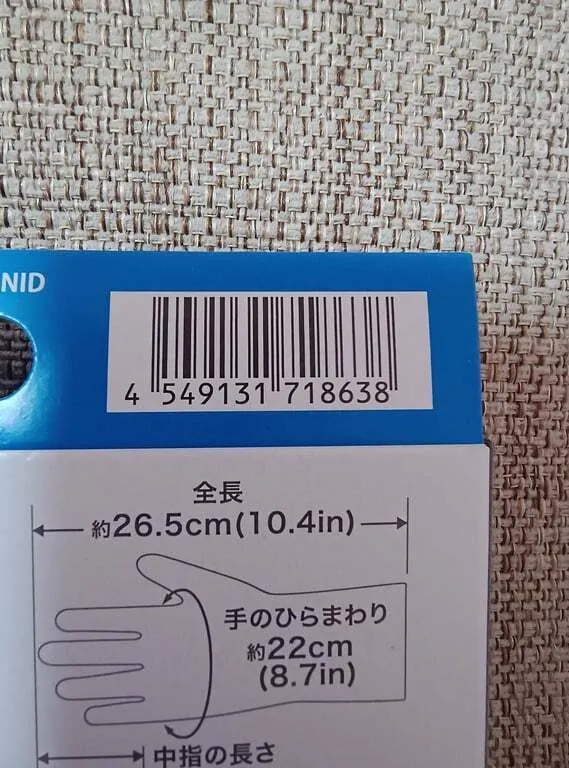 NID
4 549131 718638
全長
約26.5cm(10.4in)
手のひらまわり
約22cm
(8.7in)
中指の長さ